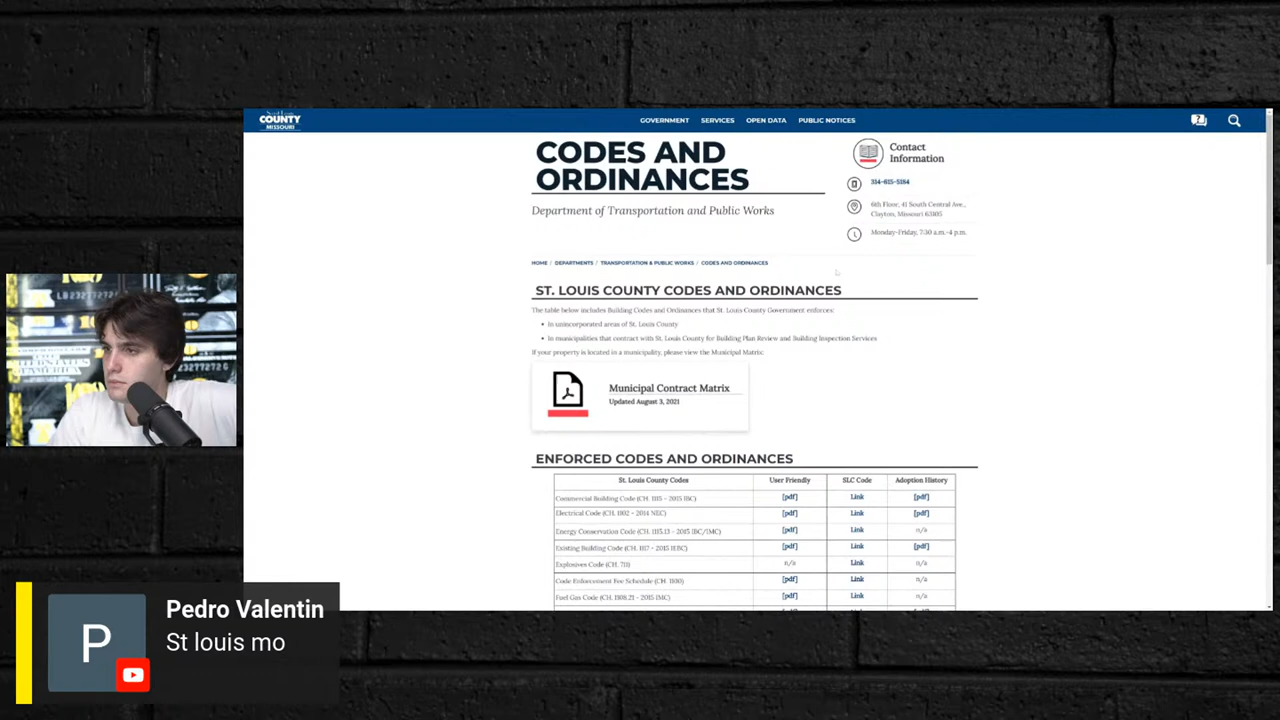 Saint Louis
COUNTY
MISSOURI
GOVERNMENT SERVICES OPEN DATA PUBLIC NOTICES
CODES AND
ORDINANCES
Department of Transportation and Public Works
Contact
Information
314-615-5184
6th Floor, 41 South Central Ave.,
Clayton, Missouri 63105
Monday-Friday, 7:30 a.m.-4 p.m.
HOME / DEPARTMENTS / TRANSPORTATION & PUBLIC WORKS / CODES AND ORDINANCES
ST. LOUIS COUNTY CODES AND ORDINANCES
The table below includes Building Codes and Ordinances that St. Louis County Government enforces:
• In unincorporated areas of St. Louis County
• In municipalities that contract with St. Louis County for Building Plan Review and Building Inspection Services
If your property is located in a municipality, please view the Municipal Matrix:
Municipal Contract Matrix
Updated August 3, 2021
ENFORCED CODES AND ORDINANCES
St. Louis County Codes User Friendly SLC Code Adoption History
Commercial Building Code (CH. 1115 - 2015 IBC) [pdf] Link [pdf]
Electrical Code (CH. 1102 - 2014 NEC) [pdf] Link [pdf]
Energy Conservation Code (CH. 1115.13 - 2015 IBC/IMC) [pdf] Link n/a
Existing Building Code (CH. 1117 - 2015 IEBC) [pdf] Link [pdf]
Explosives Code (CH. 711) n/a Link n/a
Code Enforcement Fee Schedule (CH. 1100) [pdf] Link n/a
Fuel Gas Code (CH. 1108.21 - 2015 IMC) [pdf] Link n/a
P
Pedro Valentin
St louis mo